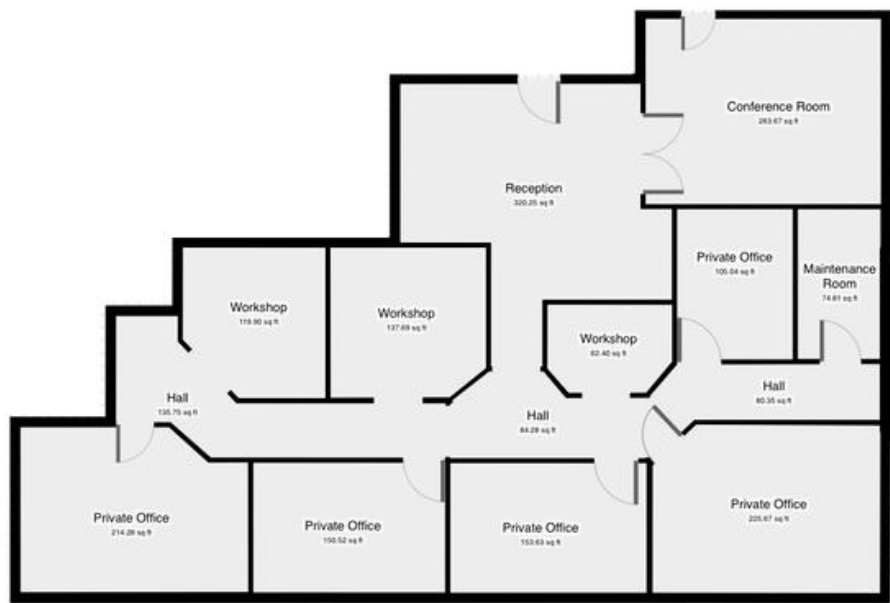 Conference Room
283.67 sq ft
Reception
320.25 sq ft
Private Office
105.04 sq ft
Maintenance
Room
74.81 sq ft
Workshop
119.90 sq ft
Workshop
137.69 sq ft
Workshop
82.40 sq ft
Hall
135.75 sq ft
Hall
84.28 sq ft
Hall
80.35 sq ft
Private Office
214.28 sq ft
Private Office
150.52 sq ft
Private Office
153.63 sq ft
Private Office
225.67 sq ft